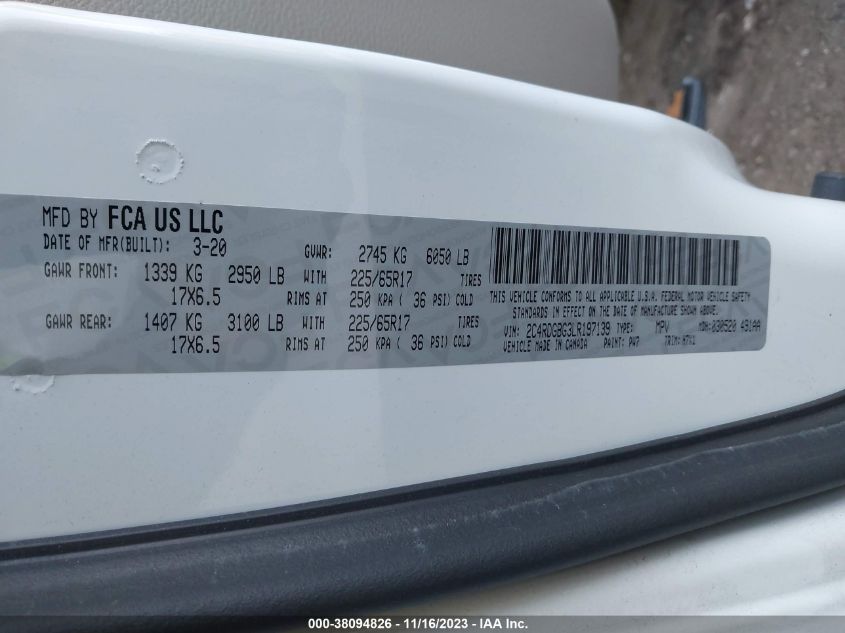 MFD BY FCA US LLC
DATE OF MFR(BUILT): 3-20 GVWR: 2745 KG 6050 LB
GAWR FRONT: 1339 KG 2950 LB WITH 225/65R17 TIRES
17X6.5 RIMS AT 250 KPA ( 36 PSI) COLD
GAWR REAR: 1407 KG 3100 LB WITH 225/65R17 TIRES
17X6.5 RIMS AT 250 KPA ( 36 PSI) COLD
THIS VEHICLE CONFORMS TO ALL APPLICABLE U.S.A. FEDERAL MOTOR VEHICLE SAFETY
STANDARDS IN EFFECT ON THE DATE OF MANUFACTURE SHOWN ABOVE.
VIN: 2C4RDGBG3LR197139 TYPE: MPV MDH: 030520 491AA
VEHICLE MADE IN CANADA PAINT: PW7 TRIM:
000-38094826 - 11/16/2023 - IAA Inc.